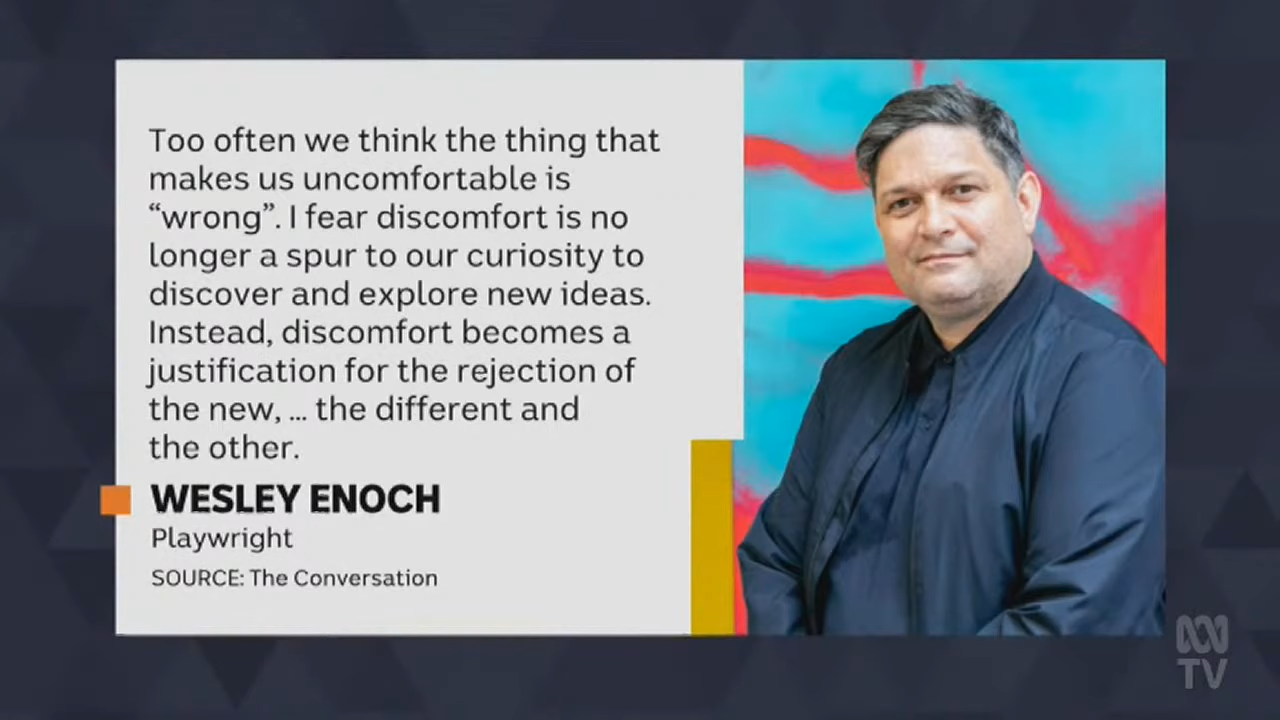 Too often we think the thing that
makes us uncomfortable is
“wrong”. I fear discomfort is no
longer a spur to our curiosity to
discover and explore new ideas.
Instead, discomfort becomes a
justification for the rejection of
the new, ... the different and
the other.
WESLEY ENOCH
Playwright
SOURCE: The Conversation
TV